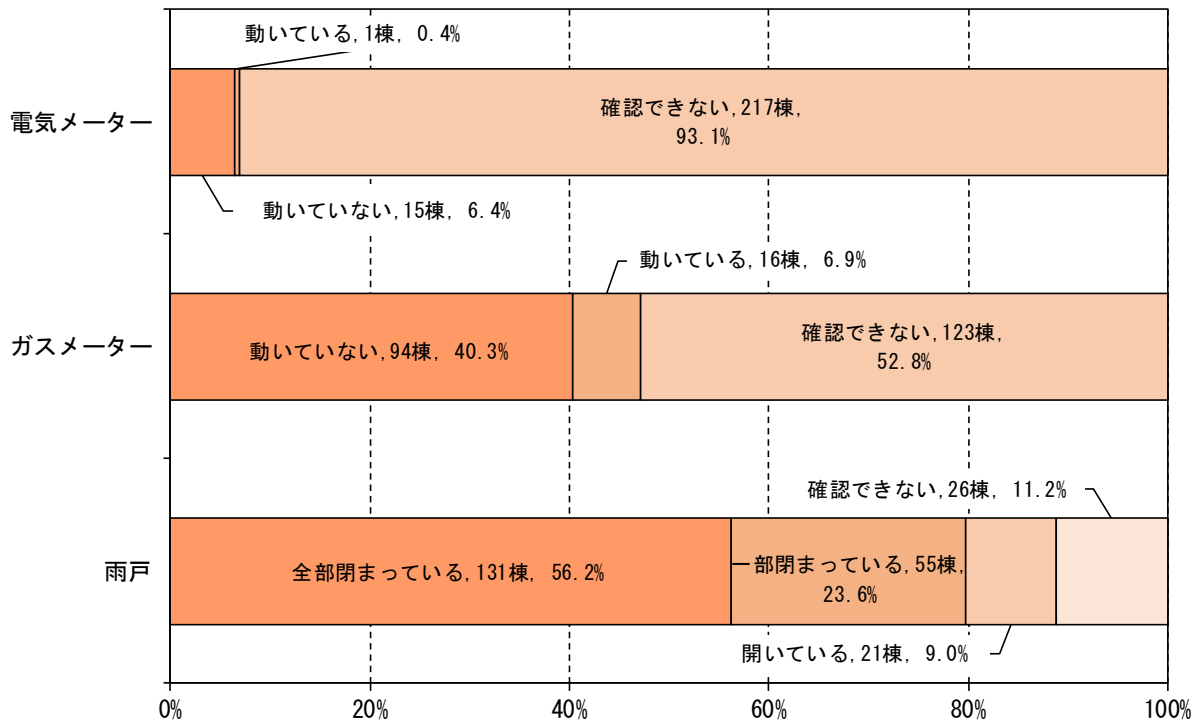 動いている,1棟, 0.4%
電気メーター
確認できない,217棟,
93.1%
動いていない,15棟, 6.4%
動いている,16棟, 6.9%
ガスメーター
動いていない,94棟, 40.3%
確認できない,123棟,
52.8%
確認できない,26棟, 11.2%
雨戸
全部閉まっている,131棟, 56.2%
一部閉まっている,55棟,
23.6%
開いている,21棟, 9.0%
0%
20%
40%
60%
80%
100%